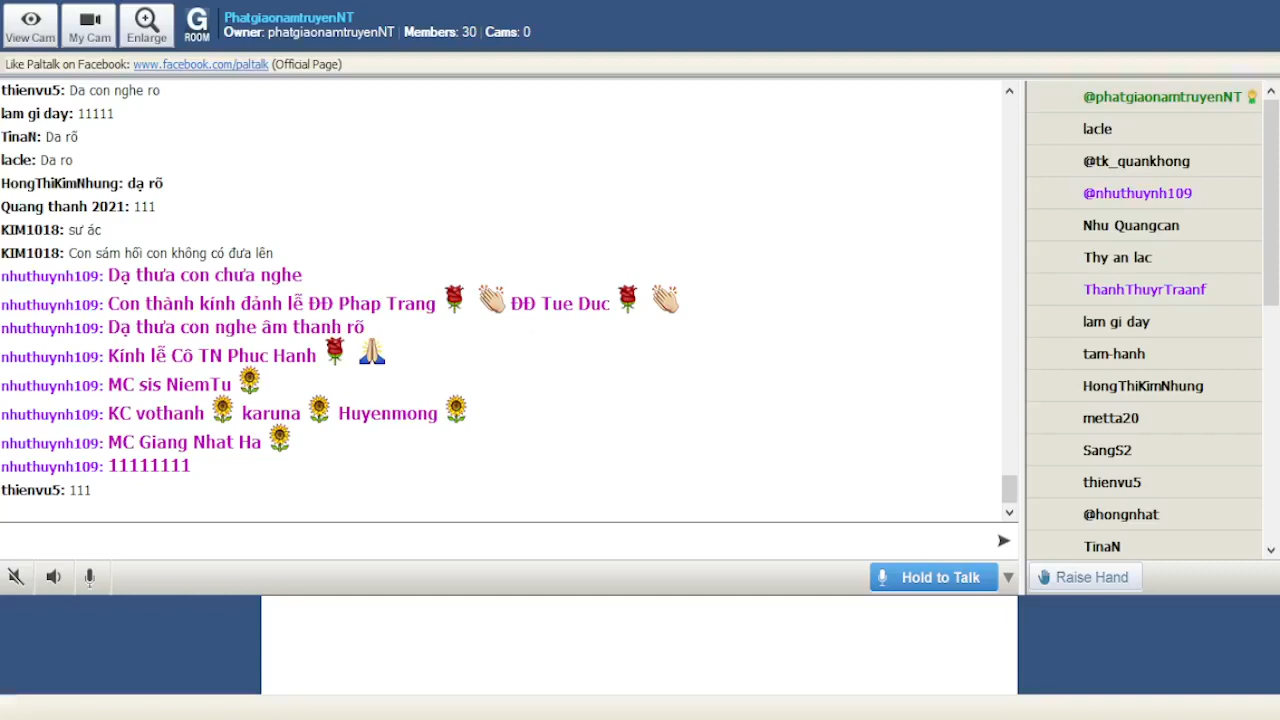 View Cam
My Cam
Enlarge
G
ROOM
PhatgiaonamtruyenNT
Owner: phatgiaonamtruyenNT | Members: 30 | Cams: 0
Like Paltalk on Facebook: www.facebook.com/paltalk (Official Page)
thienvu5: Da con nghe ro
lam gi day: 11111
TinaN: Da rõ
lacle: Da ro
HongThiKimNhung: dạ rõ
Quang thanh 2021: 111
KIM1018: sư ác
KIM1018: Con sám hối con không có đưa lên
nhuthuynh109: Dạ thưa con chưa nghe
nhuthuynh109: Con thành kính đảnh lễ ĐĐ Phap Trang 🌹 👏 ĐĐ Tue Duc 🌹 👏
nhuthuynh109: Dạ thưa con nghe âm thanh rõ
nhuthuynh109: Kính lễ Cô TN Phuc Hanh 🌹 🙏
nhuthuynh109: MC sis NiemTu 🌻
nhuthuynh109: KC vothanh 🌻 karuna 🌻 Huyenmong 🌻
nhuthuynh109: MC Giang Nhat Ha 🌻
nhuthuynh109: 11111111
thienvu5: 111
@phatgiaonamtruyenNT
lacle
@tk_quankhong
@nhuthuynh109
Nhu Quangcan
Thy an lac
ThanhThuyrTraanf
lam gi day
tam-hanh
HongThiKimNhung
metta20
SangS2
thienvu5
@hongnhat
TinaN
Hold to Talk
Raise Hand